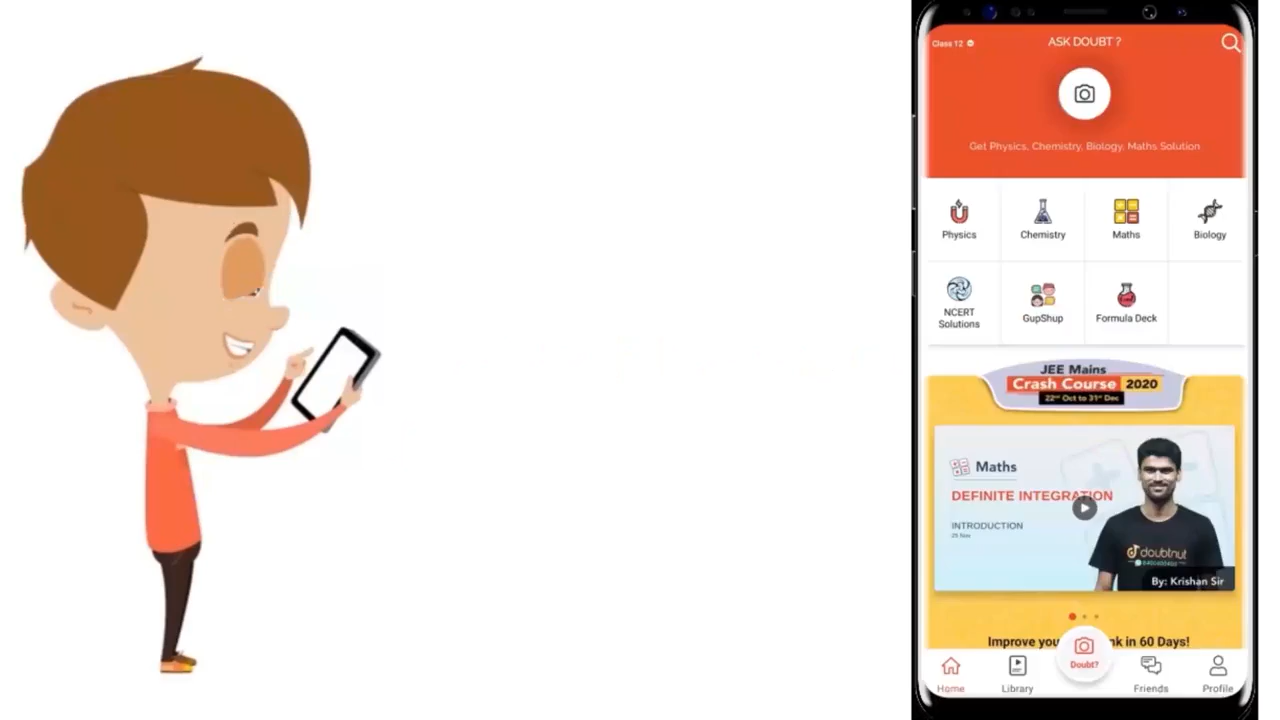 Class 12
ASK DOUBT ?
Get Physics, Chemistry, Biology, Maths Solution
Physics
Chemistry
Maths
Biology
NCERT
Solutions
GupShup
Formula Deck
JEE Mains
Crash Course 2020
22nd Oct to 31st Dec
Maths
DEFINITE INTEGRATION
INTRODUCTION
doubtnut
By: Krishan Sir
Improve you nk in 60 Days!
Doubt?
Home
Library
Friends
Profile